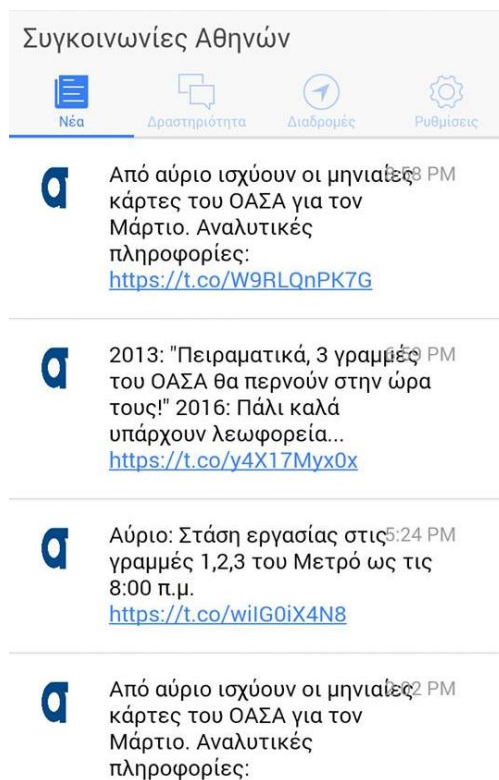 Συγκοινωνίες Αθηνών
Νέα Δραστηριότητα Διαδρομές Ρυθμίσεις
Από αύριο ισχύουν οι μηνιαίες PM
κάρτες του ΟΑΣΑ για τον
Μάρτιο. Αναλυτικές
πληροφορίες:
https://t.co/W9RLQnPK7G
2013: "Πειραματικά, 3 γραμμές PM
του ΟΑΣΑ θα περνούν στην ώρα
τους!" 2016: Πάλι καλά
υπάρχουν λεωφορεία...
https://t.co/y4X17Myx0x
Αύριο: Στάση εργασίας στις 5:24 PM
γραμμές 1,2,3 του Μετρό ως τις
8:00 π.μ.
https://t.co/wiIG0iX4N8
Από αύριο ισχύουν οι μηνιαίες PM
κάρτες του ΟΑΣΑ για τον
Μάρτιο. Αναλυτικές
πληροφορίες: